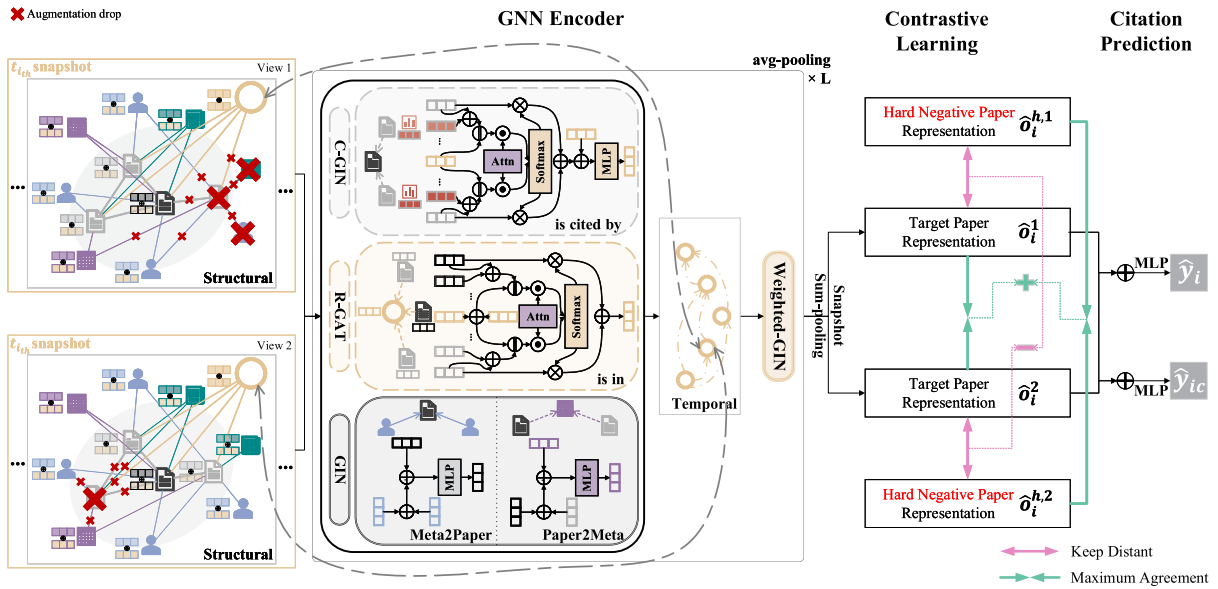 Augmentation drop
GNN Encoder
Contrastive
Learning
Citation
Prediction
t_{i_{th}} snapshot
View 1
...
...
Structural
t_{i_{th}} snapshot
View 2
...
...
Structural
avg-pooling
× L
C-GIN
Attn
Softmax
MLP
is cited by
R-GAT
Attn
Softmax
is in
GIN
MLP
Meta2Paper
MLP
Paper2Meta
Temporal
Weighted-GIN
Snapshot
Sum-pooling
Hard Negative Paper
Representation ô_i^{h,1}
Target Paper
Representation ô_i^1
Target Paper
Representation ô_i^2
Hard Negative Paper
Representation ô_i^{h,2}
MLP
ŷ_i
MLP
ŷ_{ic}
Keep Distant
Maximum Agreement